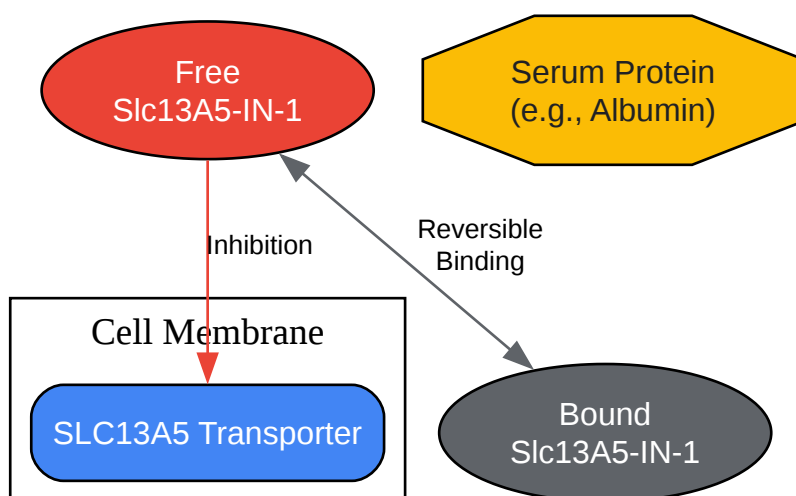 Free
Slc13A5-IN-1
Serum Protein
(e.g., Albumin)
Inhibition
Reversible
Binding
Cell Membrane
SLC13A5 Transporter
Bound
Slc13A5-IN-1